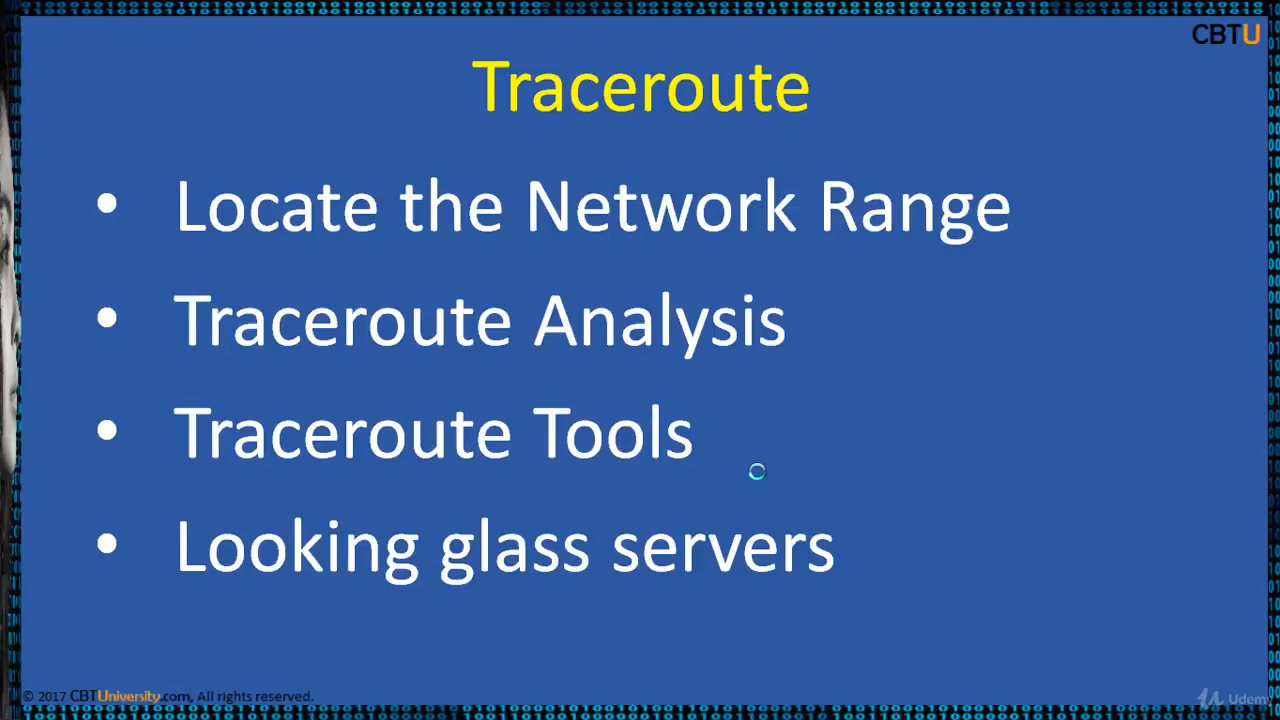 CBTU
Traceroute
• Locate the Network Range
• Traceroute Analysis
• Traceroute Tools
• Looking glass servers
© 2017 CBTUniversity.com, All rights reserved.
Udemy